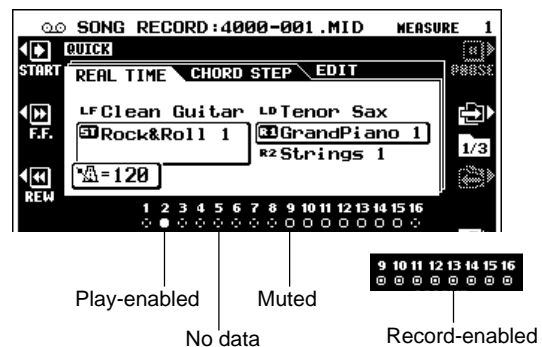 SONG RECORD:4000-001.MID MEASURE 1
QUICK
START
REAL TIME CHORD STEP EDIT
LF Clean Guitar LD Tenor Sax
F.F.
ST Rock&Roll 1 R1 GrandPiano 1
R2 Strings 1
1/3
=120
REW
1 2 3 4 5 6 7 8 9 10 11 12 13 14 15 16
9 10 11 12 13 14 15 16
Play-enabled Muted
No data Record-enabled